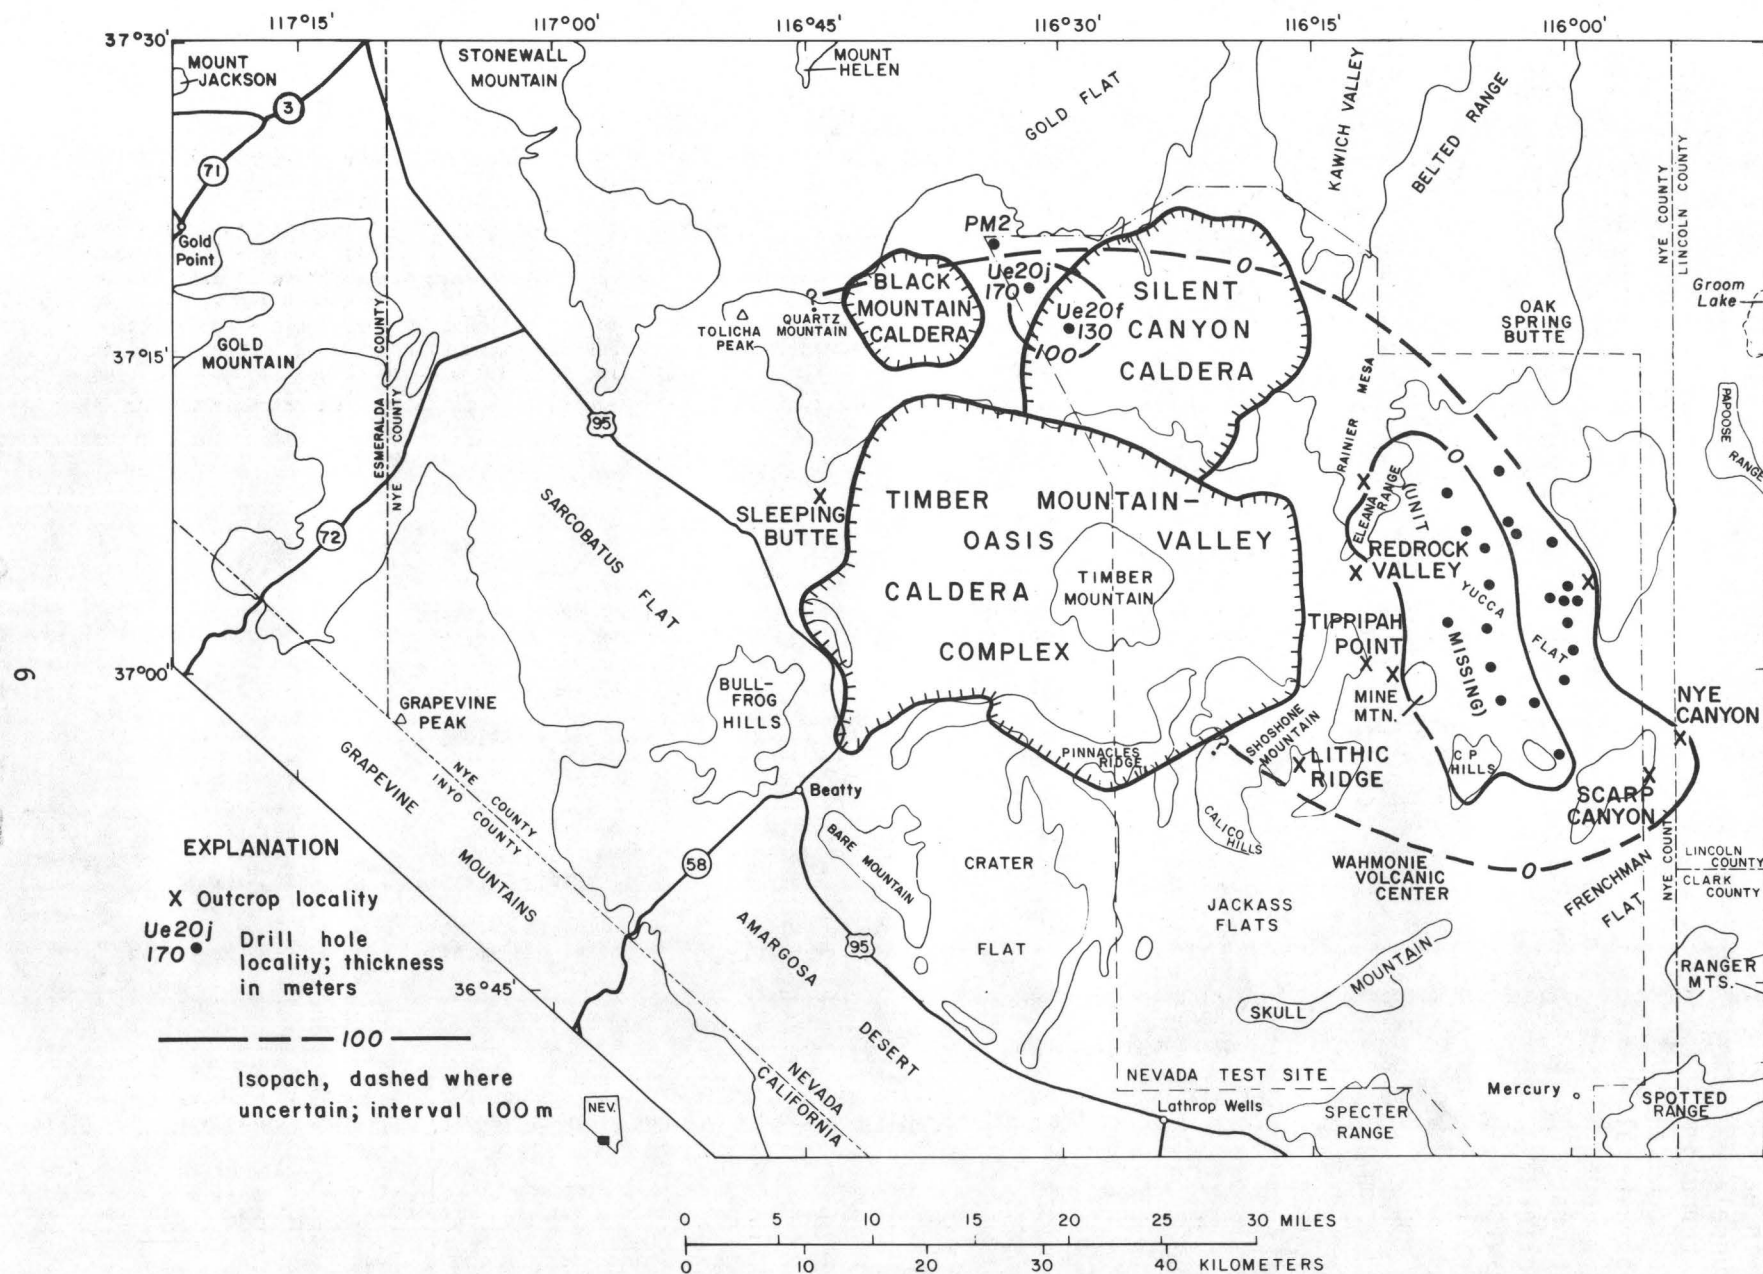 117°15' 117°00' 116°45' 116°30' 116°15' 116°00'
37°30'
MOUNT
JACKSON
STONEWALL
MOUNTAIN
MOUNT
HELEN
GOLD FLAT
KAWICH VALLEY
BELTED RANGE
NYE COUNTY
LINCOLN COUNTY
3
71
Gold
Point
PM2
Ue20j
170
Ue20f
130
100
0
BLACK
MOUNTAIN
CALDERA
SILENT
CANYON
CALDERA
Groom
Lake
OAK
SPRING
BUTTE
TOLICHA
PEAK
QUARTZ
MOUNTAIN
GOLD
MOUNTAIN
37°15'
ESMERALDA COUNTY
NYE COUNTY
95
72
RAINIER MESA
PAPOOSE
RANGE
0
SARCOBATUS FLAT
SLEEPING
BUTTE
TIMBER MOUNTAIN-
OASIS VALLEY
CALDERA
COMPLEX
TIMBER
MOUNTAIN
ELEANA
RANGE
(UNIT
MISSING)
REDROCK
VALLEY
YUCCA
FLAT
TIPPIPAH
POINT
MINE
MTN.
37°00'
6
BULL-
FROG
HILLS
GRAPEVINE
PEAK
GRAPEVINE
MOUNTAINS
NYE COUNTY
INYO COUNTY
PINNACLES
RIDGE
?
SHOSHONE
MOUNTAIN
LITHIC
RIDGE
C P
HILLS
NYE
CANYON
SCARP
CANYON
Beatty
BARE MOUNTAIN
CALICO
HILLS
CRATER
FLAT
WAHMONIE
VOLCANIC
CENTER
0
FRENCHMAN
FLAT
NYE COUNTY
LINCOLN
COUNTY
CLARK
COUNTY
58
AMARGOSA
DESERT
95
JACKASS
FLATS
SKULL MOUNTAIN
RANGER
MTS.
EXPLANATION
X Outcrop locality
Ue20j
170
Drill hole
locality; thickness
in meters
36°45'
100
Isopach, dashed where
uncertain; interval 100 m
NEV.
NEVADA
CALIFORNIA
NEVADA TEST SITE
Lathrop Wells
SPECTER
RANGE
Mercury
SPOTTED
RANGE
0 5 10 15 20 25 30 MILES
0 10 20 30 40 KILOMETERS